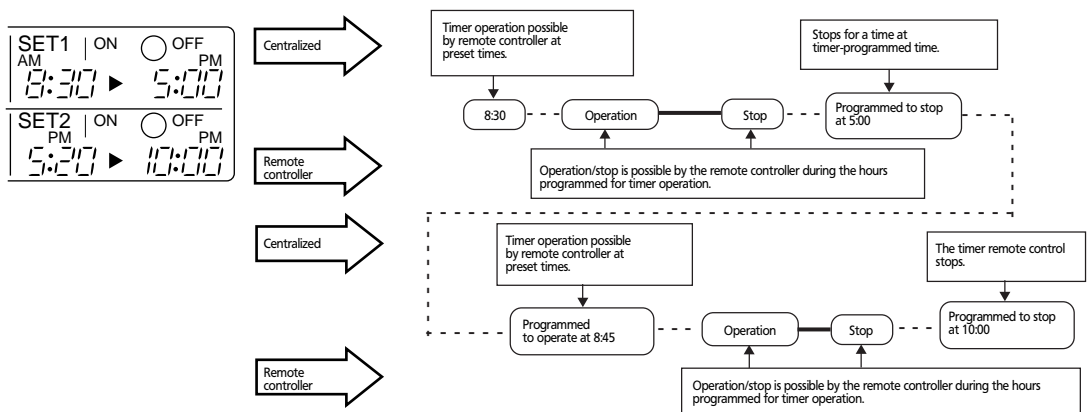 SET1 ON OFF
AM PM
8:30 ▶ 5:00
SET2 ON OFF
PM PM
5:20 ▶ 10:00
Centralized
Remote
controller
Centralized
Remote
controller
Timer operation possible
by remote controller at
preset times.
Stops for a time at
timer-programmed time.
8:30
Operation
Stop
Programmed to stop
at 5:00
Operation/stop is possible by the remote controller during the hours
programmed for timer operation.
Timer operation possible
by remote controller at
preset times.
The timer remote control
stops.
Programmed
to operate at 8:45
Operation
Stop
Programmed to stop
at 10:00
Operation/stop is possible by the remote controller during the hours
programmed for timer operation.